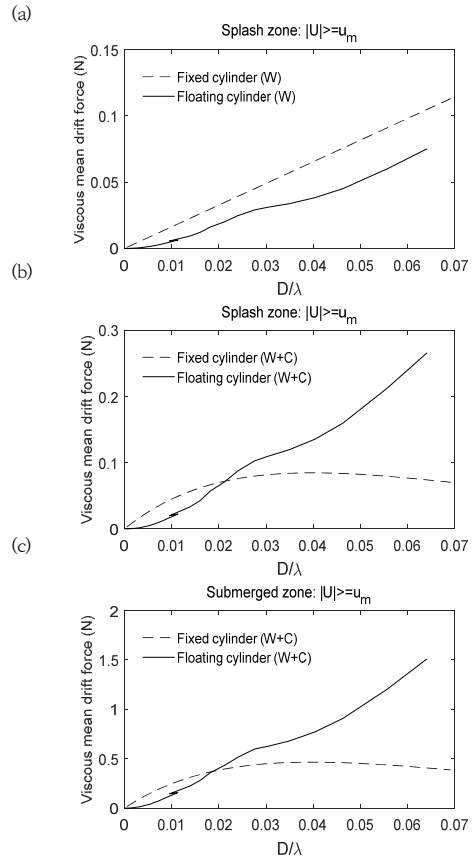 (a)
Splash zone: |U|>=u_m
0.15
0.1
0.05
0
Viscous mean drift force (N)
Fixed cylinder (W)
Floating cylinder (W)
0 0.01 0.02 0.03 0.04 0.05 0.06 0.07
D/λ
(b)
Splash zone: |U|>=u_m
0.3
0.2
0.1
0
Viscous mean drift force (N)
Fixed cylinder (W+C)
Floating cylinder (W+C)
0 0.01 0.02 0.03 0.04 0.05 0.06 0.07
D/λ
(c)
Submerged zone: |U|>=u_m
2
1.5
1
0.5
0
Viscous mean drift force (N)
Fixed cylinder (W+C)
Floating cylinder (W+C)
0 0.01 0.02 0.03 0.04 0.05 0.06 0.07
D/λ